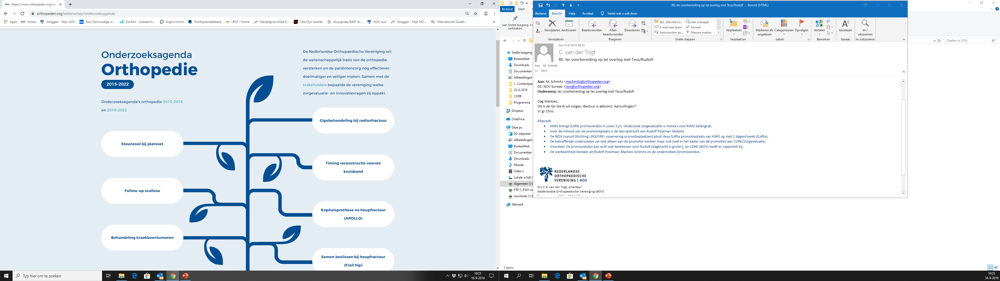 https://www.orthopeden.org/wet
orthopeden.org/wetenschap/onderzoeksagenda
Apps
NOV Home
Inloggen - Mijn NOV
Box | Eenvoudige o...
ZonMw - (r)esearch...
Argon Home
Richtlijnendatabase
LROI - Home
Startpagina InSite E...
Obs/Gyn studies
stuurgroep BART ar...
NOV oud
Inloggen - Mijn NO...
International Guidel...
Onderzoeksagenda
Orthopedie
2015-2022
Onderzoeksagenda's orthopedie 2015-2018
en 2019-2022
De Nederlandse Orthopaedische Vereniging wil
de wetenschappelijk basis van de orthopedie
versterken en de patiëntenzorg nóg effectiever,
doelmatiger en veiliger maken. Samen met de
stakeholders bepaalde de vereniging welke
zorgevaluatie- en innovatievragen zij oppakt.
Gipsbehandeling bij radiusfractuur
Steunzool bij platvoet
Timing reconstructie voorste
kruisband
Follow-up scoliose
Kophalsprothese na heupfractuur
(APOLLO)
Behandeling kraakbeentumoren
Samen beslissen bij heupfractuur
(Frail hip)
Typ hier om te zoeken
10:25
18-9-2019
Bestand
Start
Aan Snelle toegang
vastmaken
Snelle toegang
Bureaublad
Downloads
Documenten
Afbeeldingen
1. Contactpers
25-9-2019
CORE
Programma
Dropbox
OneDrive
Deze pc
3D-objecten
Afbeeldingen
Bureaublad
Documenten
Downloads
Muziek
Video's
Lokale schijf (
Algemeen (\\
FTP (\\FS01.no
mschmitz (\\F
Netwerk
5 items
Zoeken in 2019
RE: ter voorbereiding op tel overleg met Teus/Rudolf - Bericht (HTML)
Bestand
Bericht
Help
Acrobat
Vertel wat u wilt doen
Verwijderen
Archiveren
Verwijderen
Beantwoorden
Allen
beantwoorden
Doorsturen
Reageren
@2. Wachten o...
E-mail aan team
Antwoorden en...
Aan manager
Gereed
Nieuwe maken
Snelle stappen
Verplaatsen
Verplaatsen
Markeren als
ongelezen
Categoriseren
Opvolgen
Labels
Vertalen
Bewerken
Voorlezen
Spraak
In-/
uitzoomen
In-/uitzoomen
wo 18-9-2019 09:33
C. van der Togt
RE: ter voorbereiding op tel overleg met Teus/Rudolf
Aan M. Schmitz
Cc NOV
Aan: M. Schmitz <mschmitz@orthopeden.org>
CC: NOV bureau <nov@orthopeden.org>
Onderwerp: ter voorbereiding op tel overleg met Teus/Rudolf
Dag Marloes,
Dit is de lijn die ik wil volgen. Bestuur is akkoord. Aanvullingen?
Vr gr Chris
Afspraak
• KIMS brengt 0,4fte promovendus in (over 5 jr). Onderzoek zorgevaluatie is immers voor KIMS belangrijk.
• Voor de inhoud van de promotieplaats is de leeropdracht van Rudolf Poolman leidend.
• De NOV (vanuit Stichting LROI/VRF, reservering promotieplaatsen) plust deze 0,4fte promotieplaats van KIMS op met 2 dagen/week (0,4fte).
• De betreffende onderzoeker zal niet alleen aan de promotie werken maar ook (wél in het kader van de promotie) aan CORE/Zorgevaluatie.
• Voordeel: De promovendus kan echt wat betekenen voor Rudolf (slagkracht is groter), en CORE (NOV) heeft er capaciteit bij.
• De werkeenheid bestaat uit Rudolf Poolman, Marloes Schmitz en de onderzoeker/promovendus.
NEDERLANDSE
ORTHOPAEDISCHE
VERENIGING | NOV
Drs C.R. van der Togt, directeur
Nederlandse Orthopaedische Vereniging (NOV)
10:25
18-9-2019